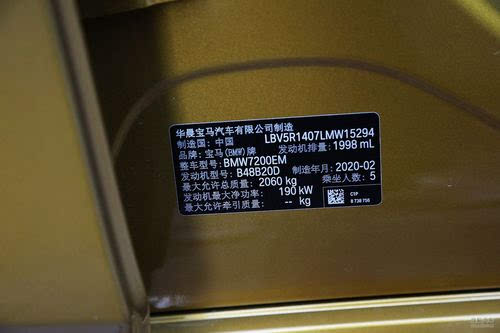 华晨宝马汽车有限公司制造
制造国：中国 LBV5R1407LMW15294
品牌：宝马(BMW)牌 发动机排量：1998 mL
整车型号：BMW7200EM
发动机型号：B48B20D 制造年月：2020-02
最大允许总质量：2060 kg 乘坐人数：5
发动机最大净功率：190 kW
最大允许牵引质量：-- kg
C1P
8 738 756